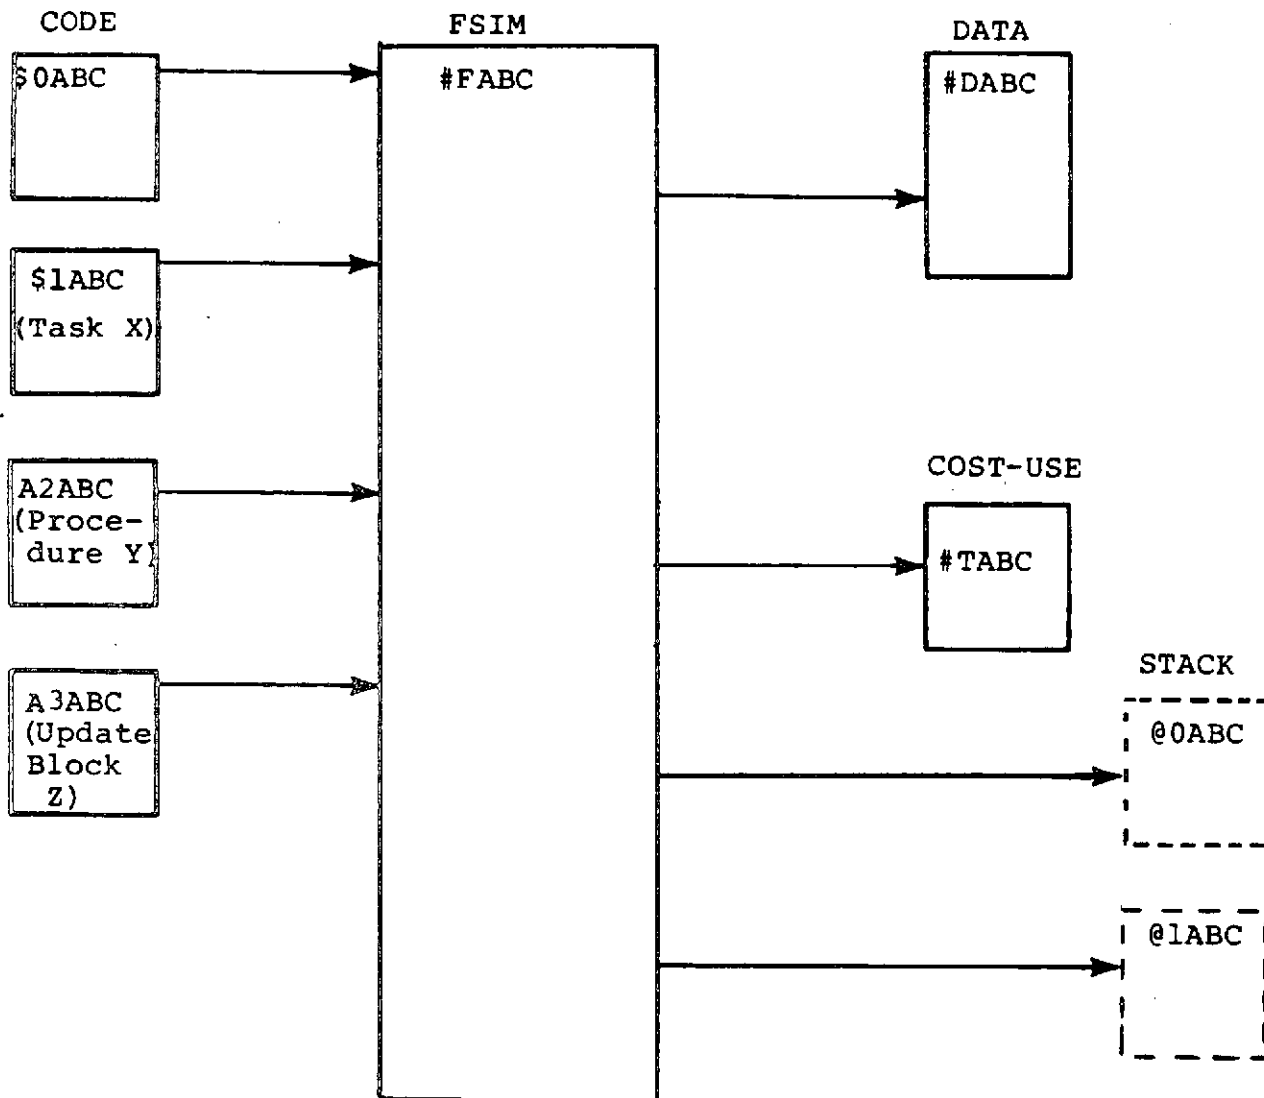 CODE
FSIM
DATA
$0ABC
#FABC
#DABC
$1ABC
(Task X)
A2ABC
(Proce-
dure Y)
COST-USE
#TABC
A3ABC
(Update
Block
Z)
STACK
@0ABC
@1ABC